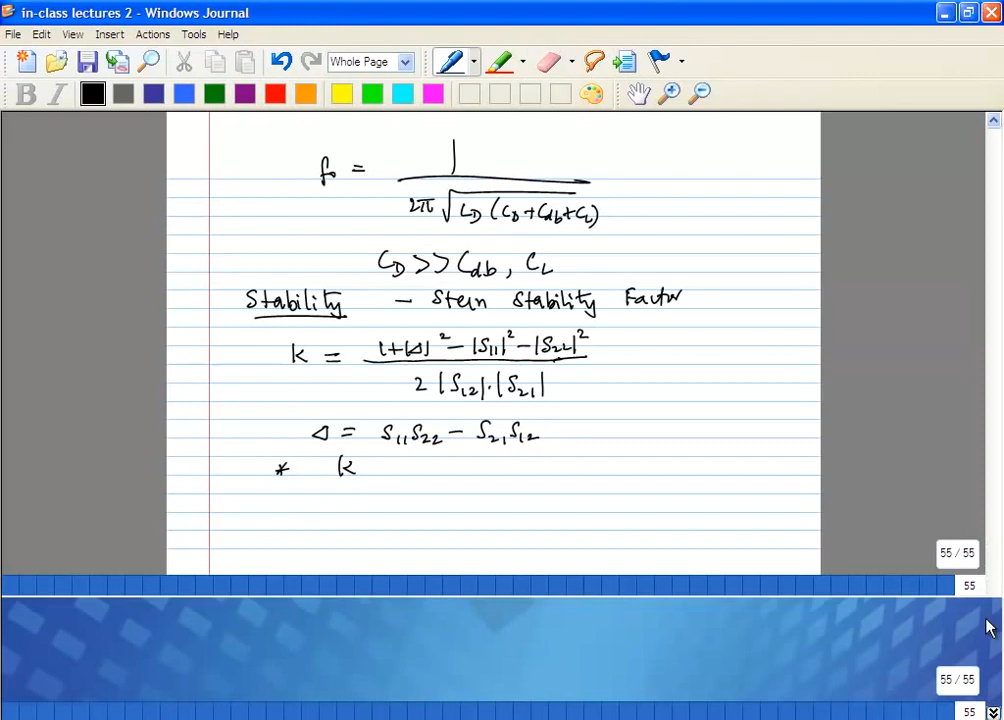 in-class lectures 2 - Windows Journal
File Edit View Insert Actions Tools Help
Whole Page
B I
f₀ = 1 / 2π √ C_D (C_D + C_db + C_L)
C_D >> C_db, C_L
Stability - Stern Stability Factor
k = 1+|Δ|² - |S₁₁|² - |S₂₂|² / 2 |S₁₂|.|S₂₁|
Δ = S₁₁S₂₂ - S₂₁S₁₂
* k
55 / 55
55
55 / 55
55